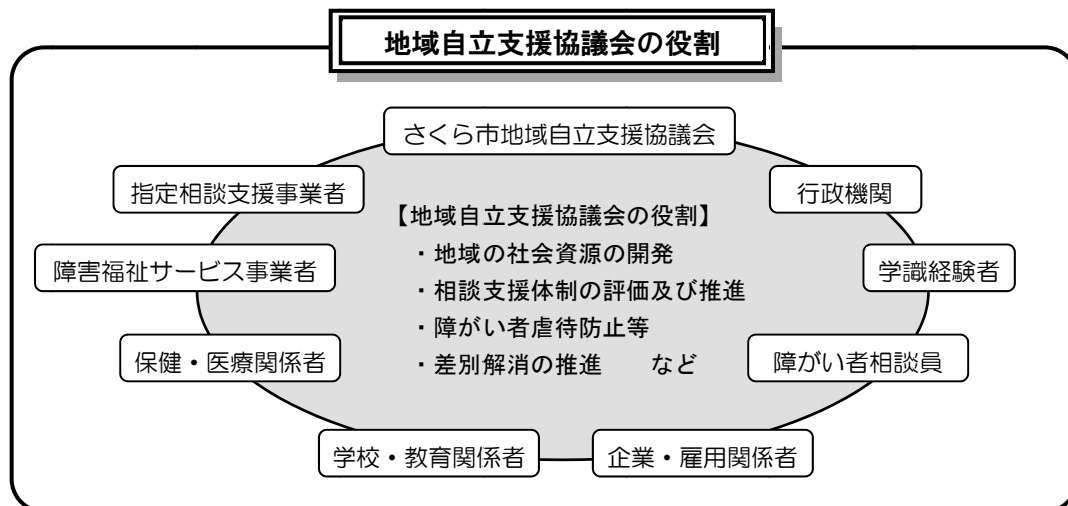 地域自立支援協議会の役割
さくら市地域自立支援協議会
指定相談支援事業者
行政機関
【地域自立支援協議会の役割】
・地域の社会資源の開発
障害福祉サービス事業者
学識経験者
・相談支援体制の評価及び推進
・障がい者虐待防止等
保健・医療関係者
・差別解消の推進　　など
障がい者相談員
学校・教育関係者
企業・雇用関係者